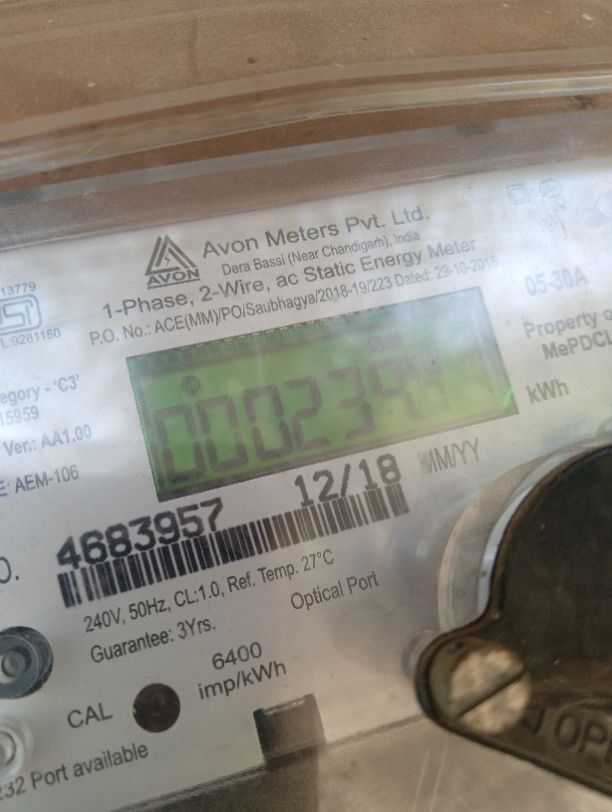 AVON
Avon Meters Pvt. Ltd.
Dera Bassi (Near Chandigarh), India
1-Phase, 2-Wire, ac Static Energy Meter
P.O. No.: ACE(MM)/PO/Saubhagya/2018-19/223 Dated: 29-10-2018
13779
L-9281180
05-30A
Property o
MePDCL
egory - 'C3'
15959
Ver.: AA1.00
E: AEM-106
CUM
000239
kWh
O. 4683957 12/18 MM/YY
240V, 50Hz, CL:1.0, Ref. Temp. 27°C
Guarantee: 3Yrs.
Optical Port
CAL
6400
imp/kWh
232 Port available